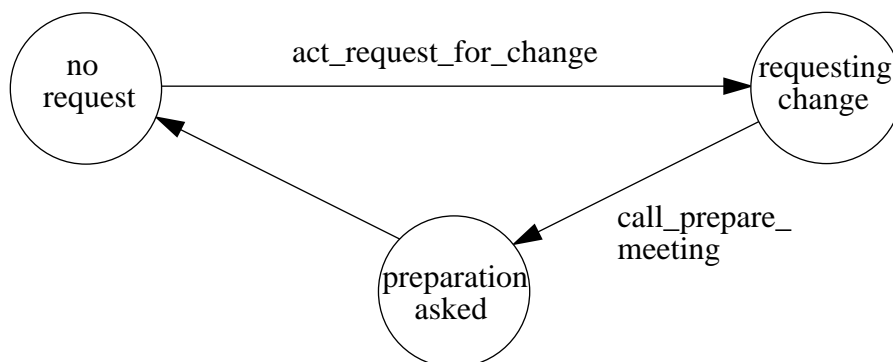 no
request
act_request_for_change
requesting
change
call_prepare_
meeting
preparation
asked